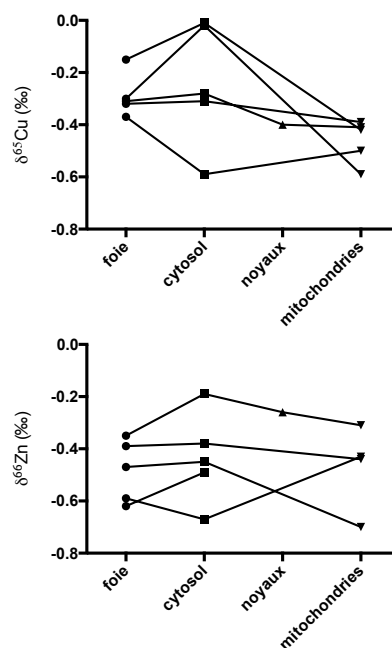 δ⁶⁵Cu (‰)
0.0
-0.2
-0.4
-0.6
-0.8
foie
cytosol
noyaux
mitochondries
δ⁶⁶Zn (‰)
0.0
-0.2
-0.4
-0.6
-0.8
foie
cytosol
noyaux
mitochondries